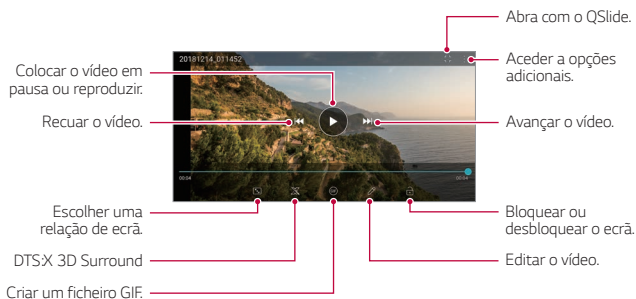 Abra com o QSlide.
20181214_011452
Aceder a opções
adicionais.
Colocar o vídeo em
pausa ou reproduzir.
Recuar o vídeo.
Avançar o vídeo.
00:04
00:04
GIF
Escolher uma
relação de ecrã.
Bloquear ou
desbloquear o ecrã.
DTS:X 3D Surround
Editar o vídeo.
Criar um ficheiro GIF.